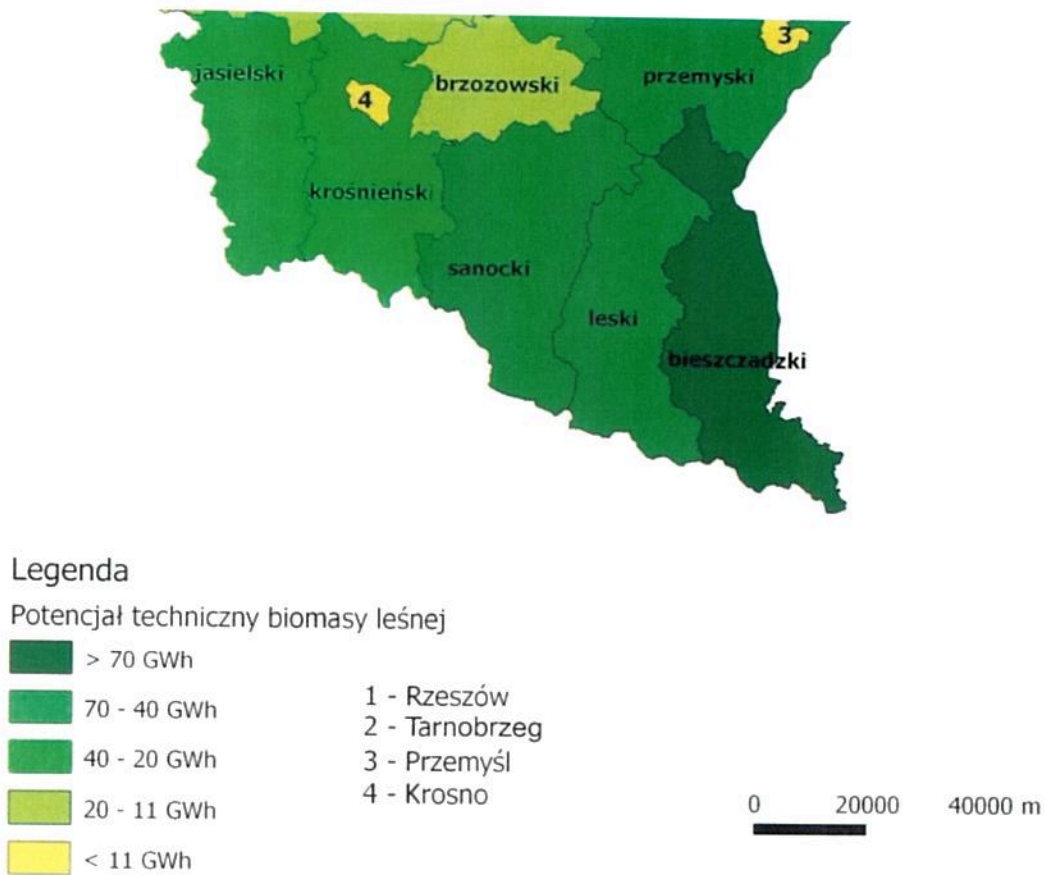 3
jasielski
4
brzozowski
przemyski
krośnieński
sanocki
leski
bieszczadzki
Legenda
Potencjał techniczny biomasy leśnej
> 70 GWh
70 - 40 GWh
40 - 20 GWh
20 - 11 GWh
< 11 GWh
1 - Rzeszów
2 - Tarnobrzeg
3 - Przemyśl
4 - Krosno
0 20000 40000 m